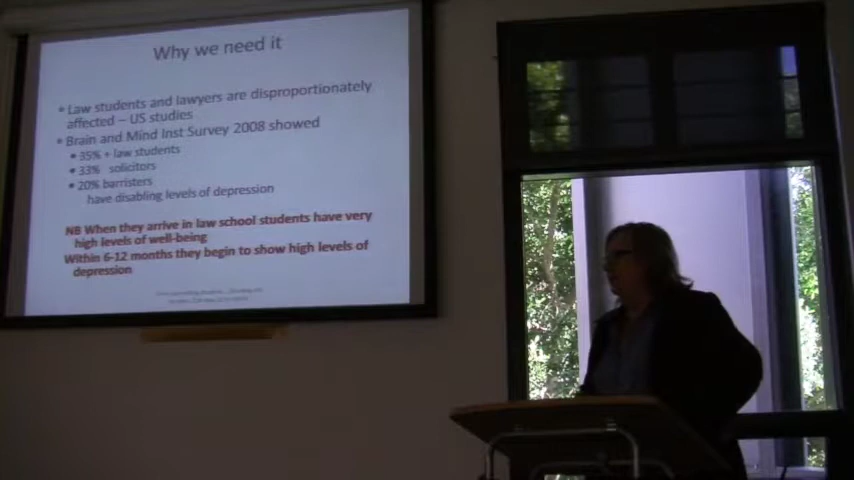 Why we need it
• Law students and lawyers are disproportionately
affected – US studies
• Brain and Mind Inst Survey 2008 showed
• 35% + law students
• 33% solicitors
• 20% barristers
have disabling levels of depression
NB When they arrive in law school students have very
high levels of well-being
Within 6-12 months they begin to show high levels of
depression